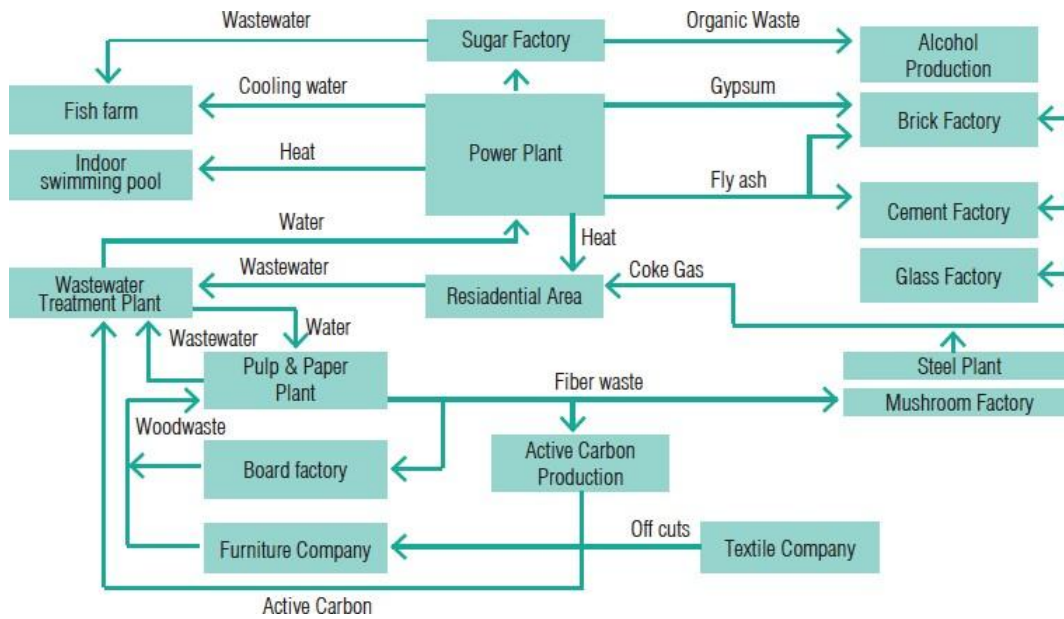 Wastewater
Organic Waste
Sugar Factory
Alcohol
Production
Cooling water
Gypsum
Fish farm
Brick Factory
Heat
Power Plant
Indoor
swimming pool
Fly ash
Water
Cement Factory
Heat
Wastewater
Coke Gas
Glass Factory
Wastewater
Treatment Plant
Resiadential Area
Water
Wastewater
Pulp & Paper
Plant
Steel Plant
Fiber waste
Mushroom Factory
Woodwaste
Active Carbon
Production
Board factory
Off cuts
Furniture Company
Textile Company
Active Carbon